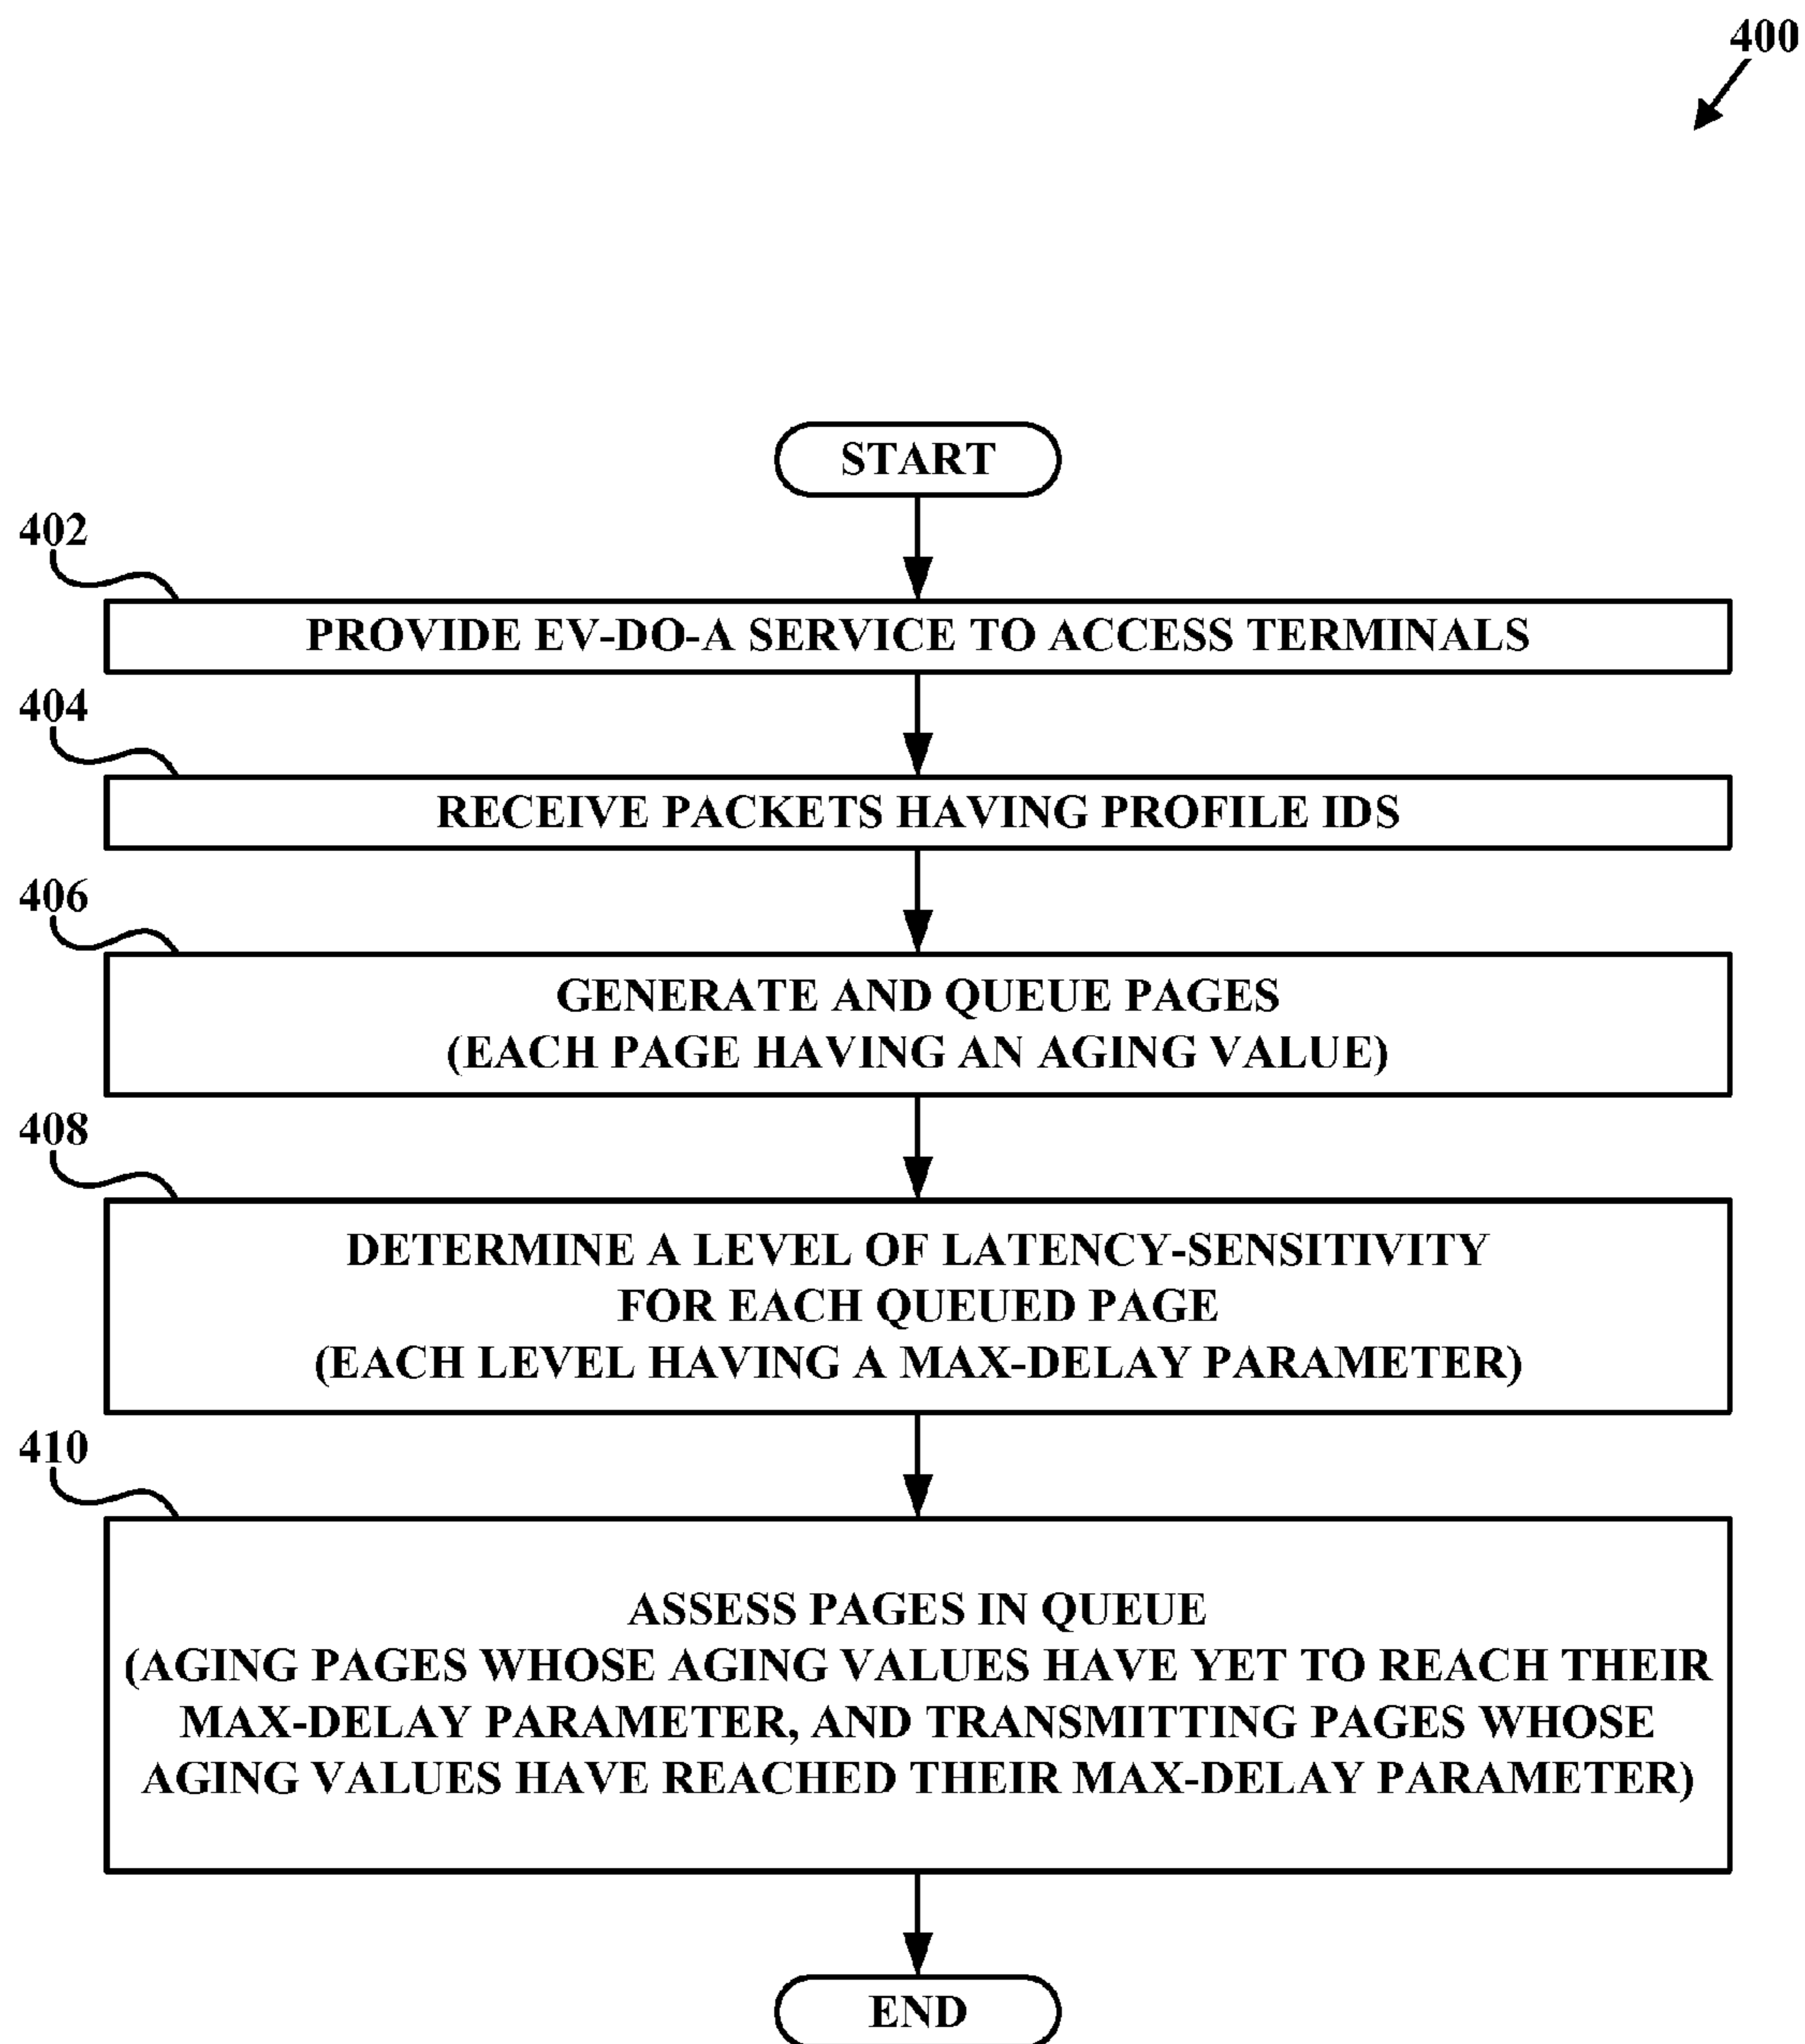 400
START
402
PROVIDE EV-DO-A SERVICE TO ACCESS TERMINALS
404
RECEIVE PACKETS HAVING PROFILE IDS
406
GENERATE AND QUEUE PAGES
(EACH PAGE HAVING AN AGING VALUE)
408
DETERMINE A LEVEL OF LATENCY-SENSITIVITY
FOR EACH QUEUED PAGE
(EACH LEVEL HAVING A MAX-DELAY PARAMETER)
410
ASSESS PAGES IN QUEUE
(AGING PAGES WHOSE AGING VALUES HAVE YET TO REACH THEIR
MAX-DELAY PARAMETER, AND TRANSMITTING PAGES WHOSE
AGING VALUES HAVE REACHED THEIR MAX-DELAY PARAMETER)
END